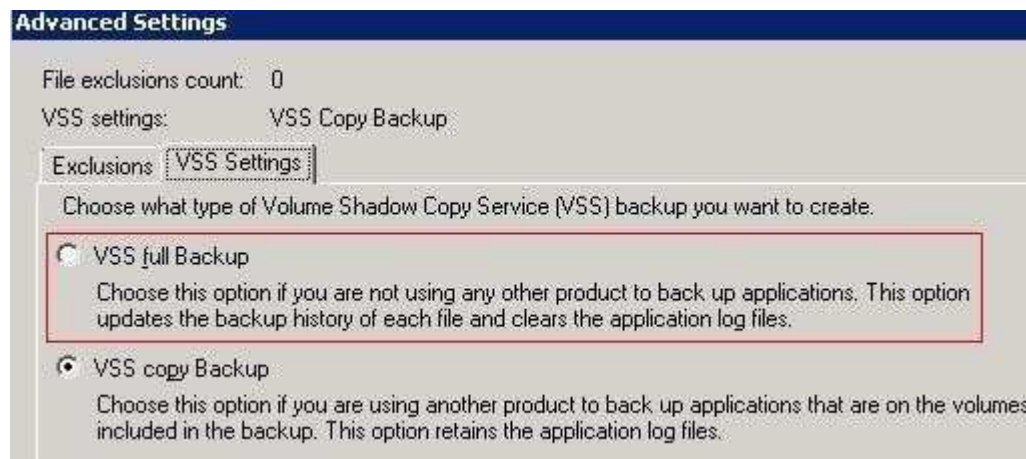 Advanced Settings
File exclusions count: 0
VSS settings: VSS Copy Backup
Exclusions VSS Settings
Choose what type of Volume Shadow Copy Service (VSS) backup you want to create.
VSS full Backup
Choose this option if you are not using any other product to back up applications. This option
updates the backup history of each file and clears the application log files.
VSS copy Backup
Choose this option if you are using another product to back up applications that are on the volumes
included in the backup. This option retains the application log files.